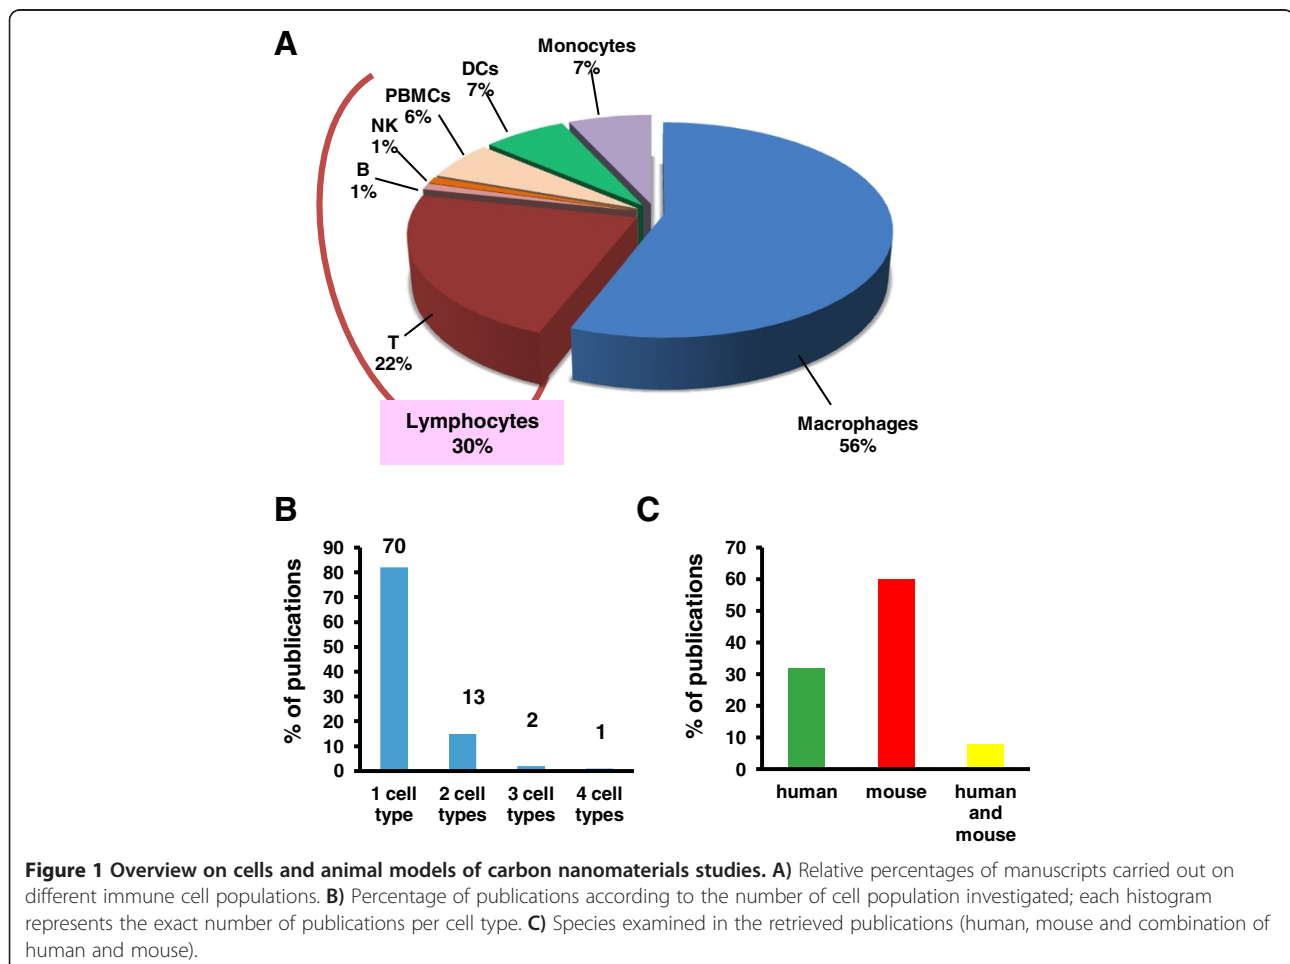 A
Monocytes
7%
DCs
7%
PBMCs
6%
NK
1%
B
1%
T
22%
Lymphocytes
30%
Macrophages
56%
B
% of publications
90
80
70
60
50
40
30
20
10
0
70
13
2
1
1 cell
type
2 cell
types
3 cell
types
4 cell
types
C
% of publications
70
60
50
40
30
20
10
0
human
mouse
human
and
mouse
Figure 1 Overview on cells and animal models of carbon nanomaterials studies. A) Relative percentages of manuscripts carried out on
different immune cell populations. B) Percentage of publications according to the number of cell population investigated; each histogram
represents the exact number of publications per cell type. C) Species examined in the retrieved publications (human, mouse and combination of
human and mouse).